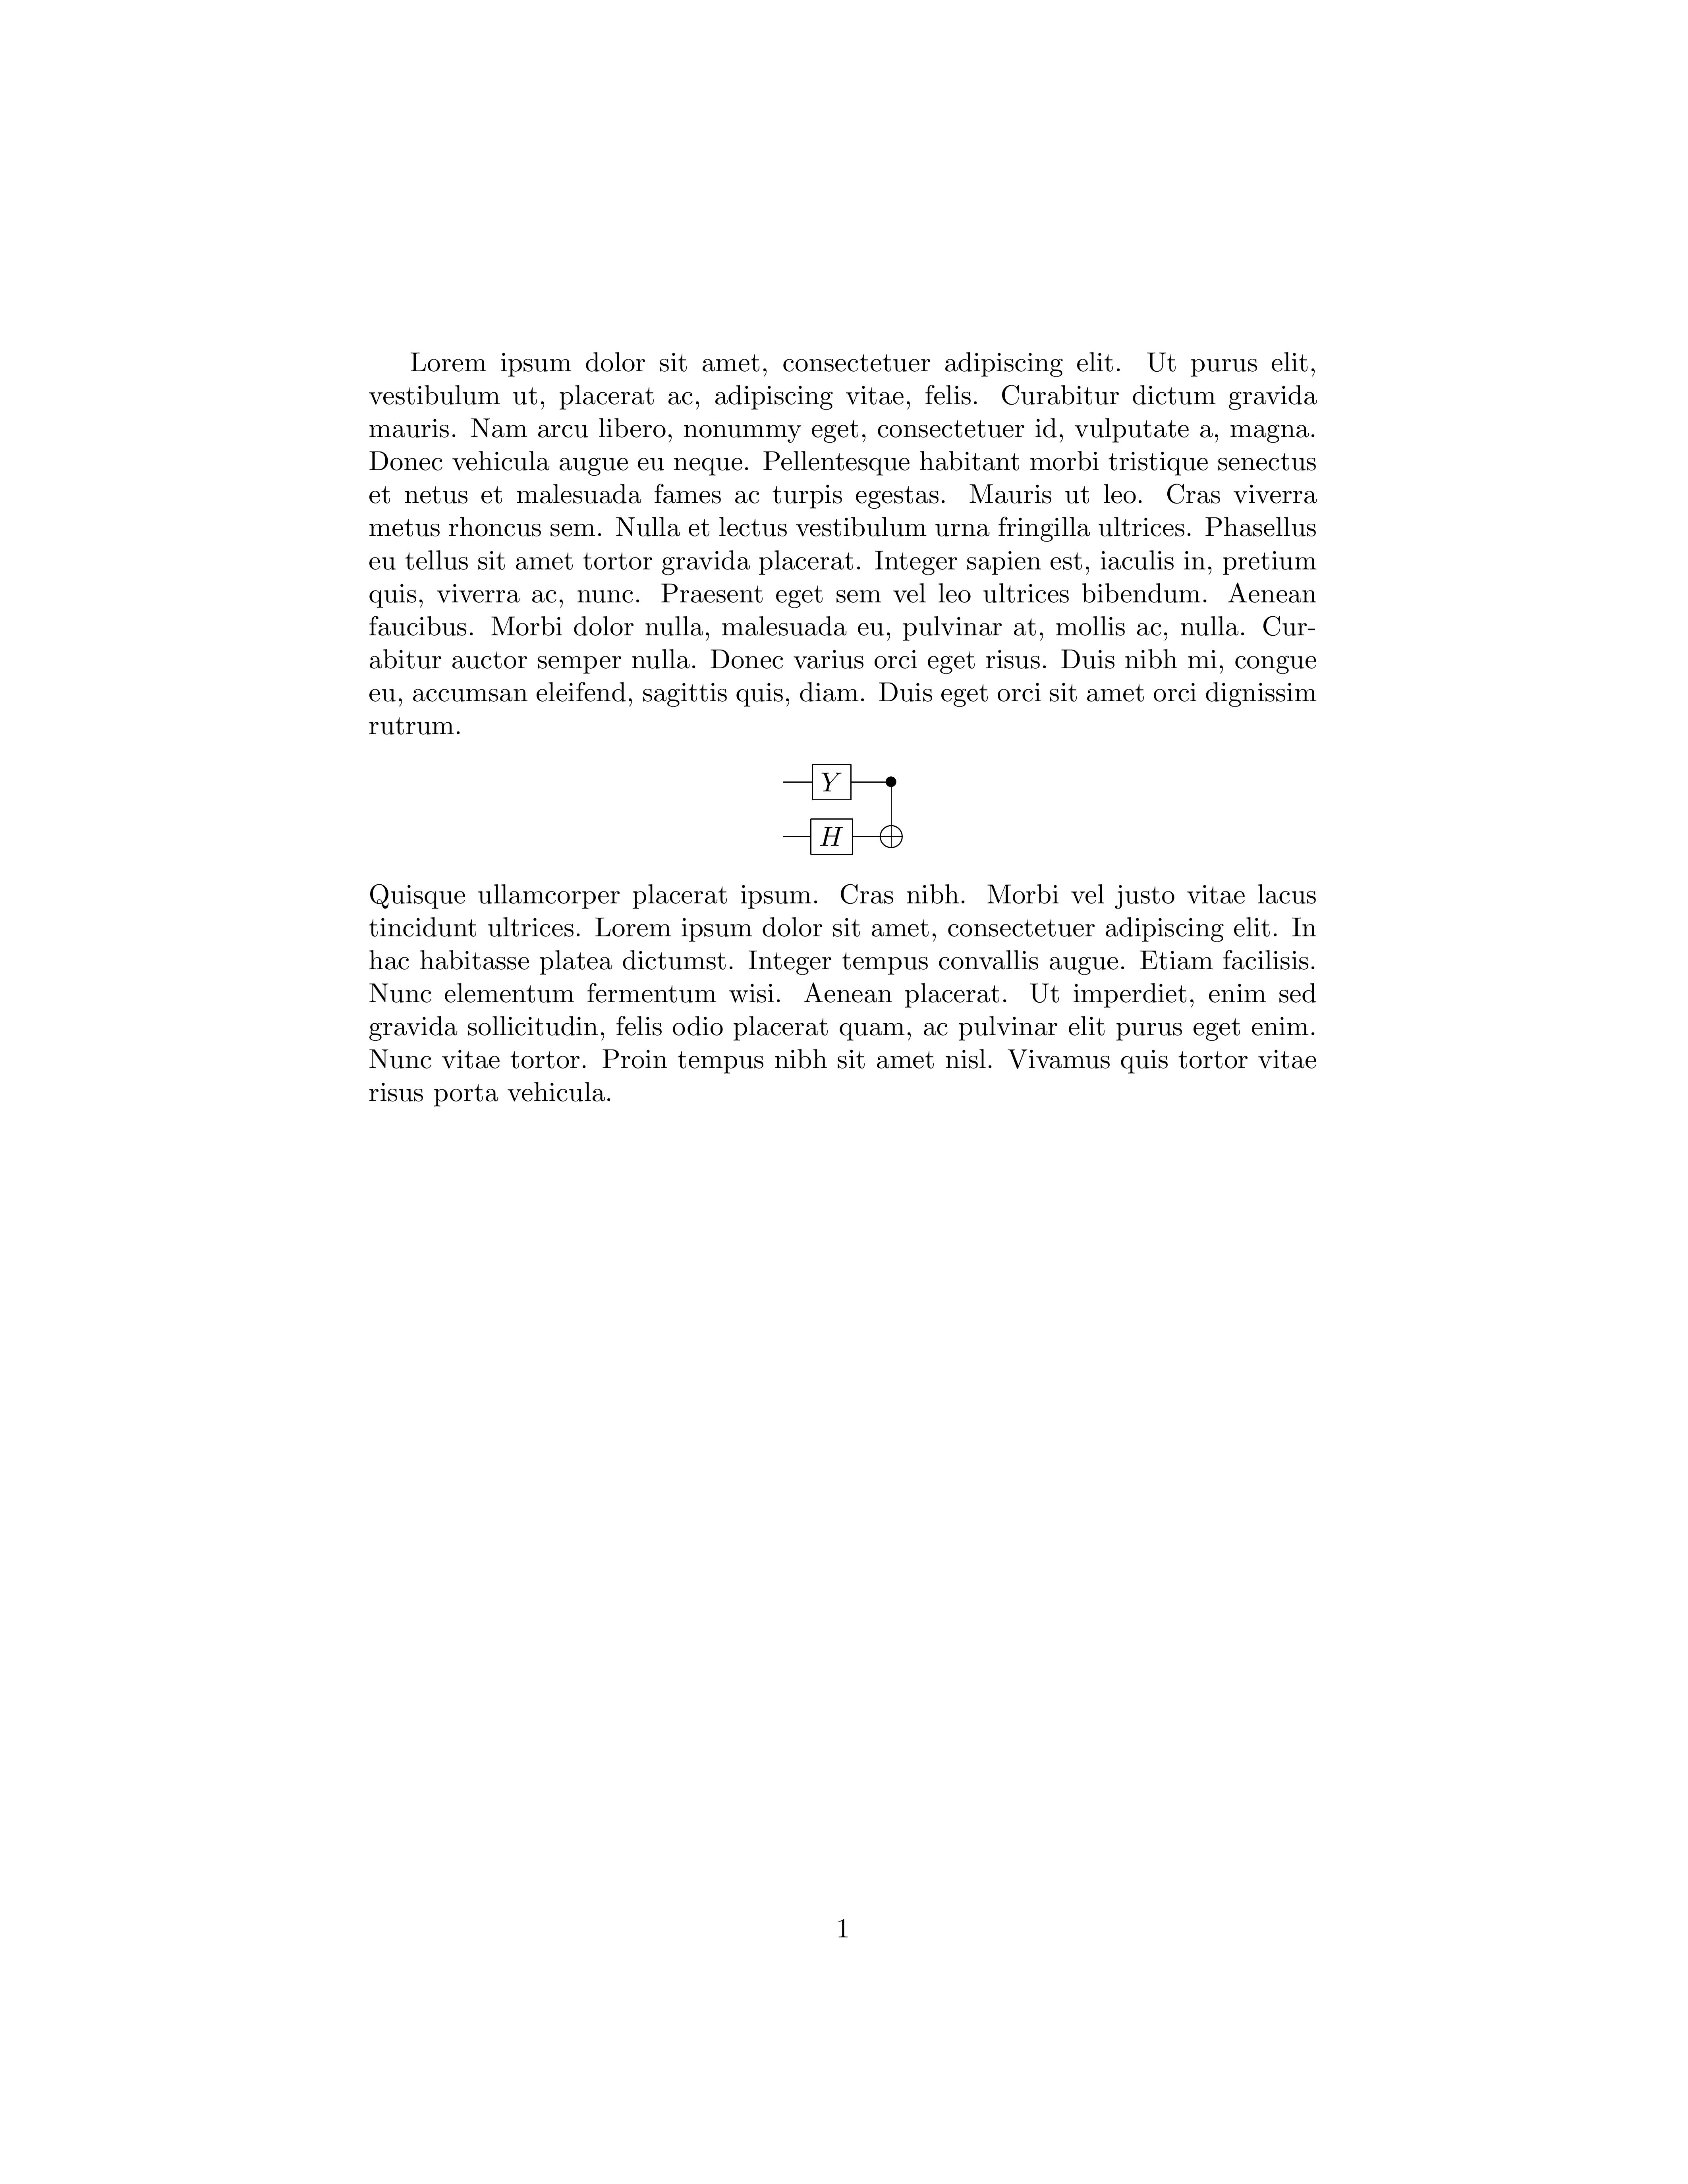 Lorem ipsum dolor sit amet, consectetuer adipiscing elit. Ut purus elit,
vestibulum ut, placerat ac, adipiscing vitae, felis. Curabitur dictum gravida
mauris. Nam arcu libero, nonummy eget, consectetuer id, vulputate a, magna.
Donec vehicula augue eu neque. Pellentesque habitant morbi tristique senectus
et netus et malesuada fames ac turpis egestas. Mauris ut leo. Cras viverra
metus rhoncus sem. Nulla et lectus vestibulum urna fringilla ultrices. Phasellus
eu tellus sit amet tortor gravida placerat. Integer sapien est, iaculis in, pretium
quis, viverra ac, nunc. Praesent eget sem vel leo ultrices bibendum. Aenean
faucibus. Morbi dolor nulla, malesuada eu, pulvinar at, mollis ac, nulla. Cur-
abitur auctor semper nulla. Donec varius orci eget risus. Duis nibh mi, congue
eu, accumsan eleifend, sagittis quis, diam. Duis eget orci sit amet orci dignissim
rutrum.
Y
H
Quisque ullamcorper placerat ipsum. Cras nibh. Morbi vel justo vitae lacus
tincidunt ultrices. Lorem ipsum dolor sit amet, consectetuer adipiscing elit. In
hac habitasse platea dictumst. Integer tempus convallis augue. Etiam facilisis.
Nunc elementum fermentum wisi. Aenean placerat. Ut imperdiet, enim sed
gravida sollicitudin, felis odio placerat quam, ac pulvinar elit purus eget enim.
Nunc vitae tortor. Proin tempus nibh sit amet nisl. Vivamus quis tortor vitae
risus porta vehicula.
1